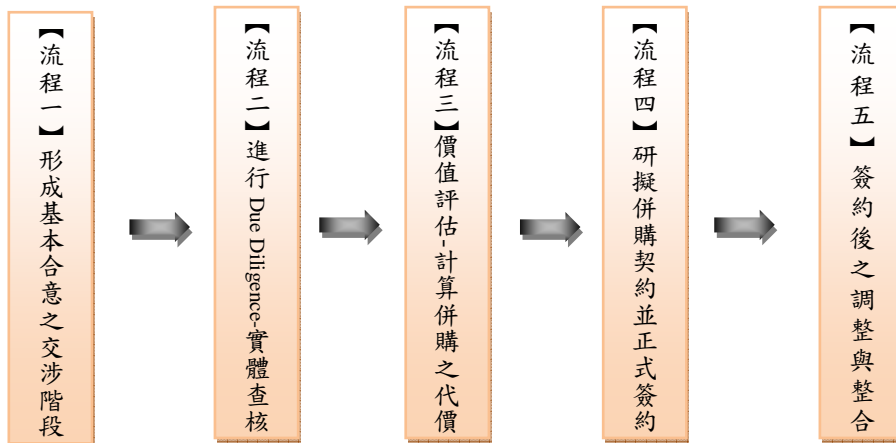 【流程一】形成基本合意之交涉階段
【流程二】進行 Due Diligence-實體查核
【流程三】價值評估-計算併購之代價
【流程四】研擬併購契約並正式簽約
【流程五】簽約後之調整與整合